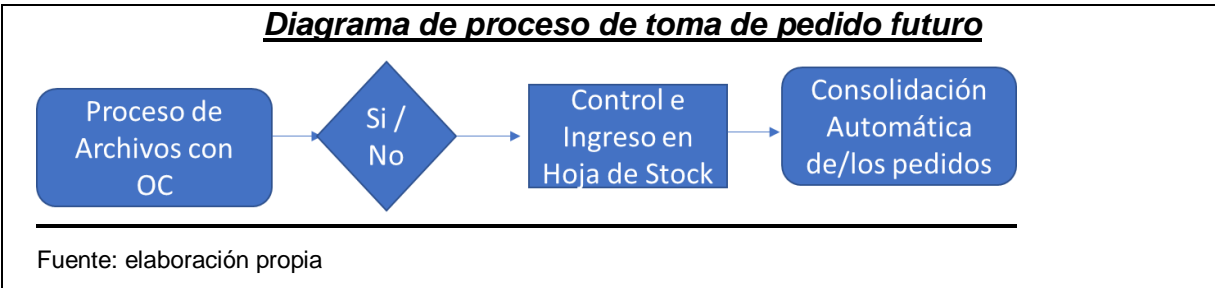 Diagrama de proceso de toma de pedido futuro
Proceso de
Archivos con
OC
Si /
No
Control e
Ingreso en
Hoja de Stock
Consolidación
Automática
de/los pedidos
Fuente: elaboración propia